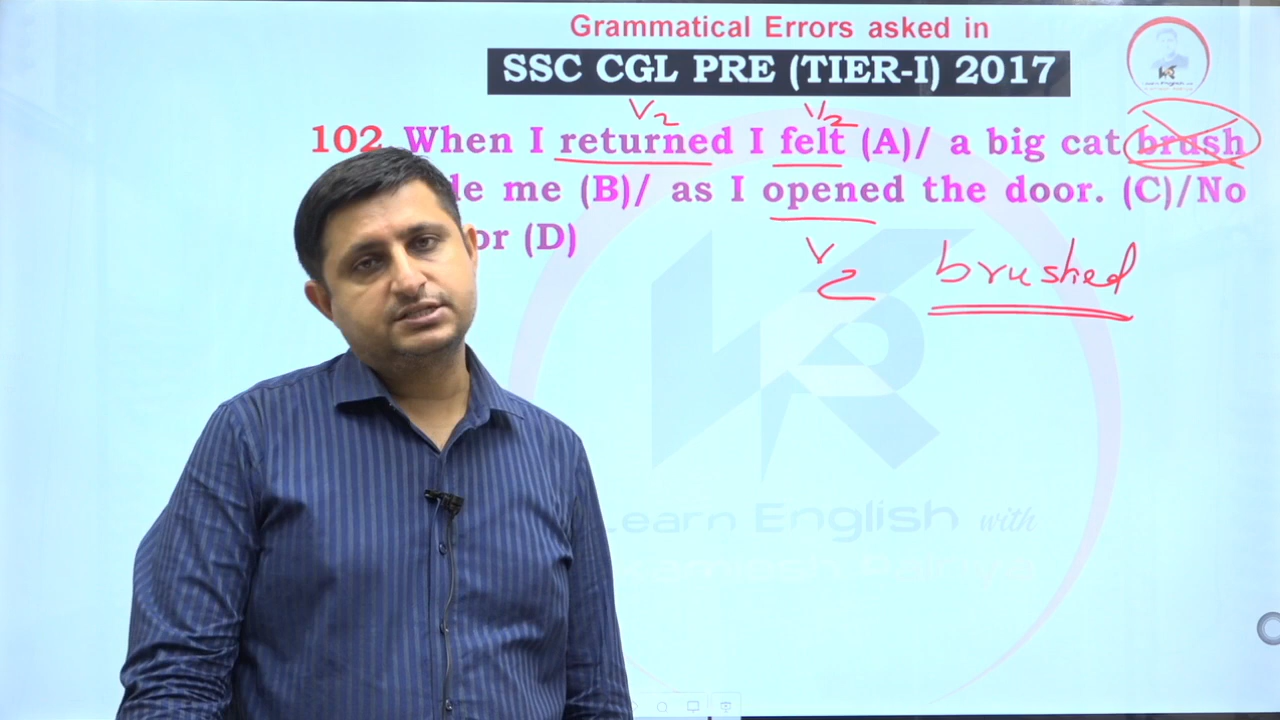 Grammatical Errors asked in
SSC CGL PRE (TIER-I) 2017
V2 V2
102 When I returned I felt (A)/ a big cat brush
me (B)/ as I opened the door. (C)/No
(D)
V2 brushed
Learn English with